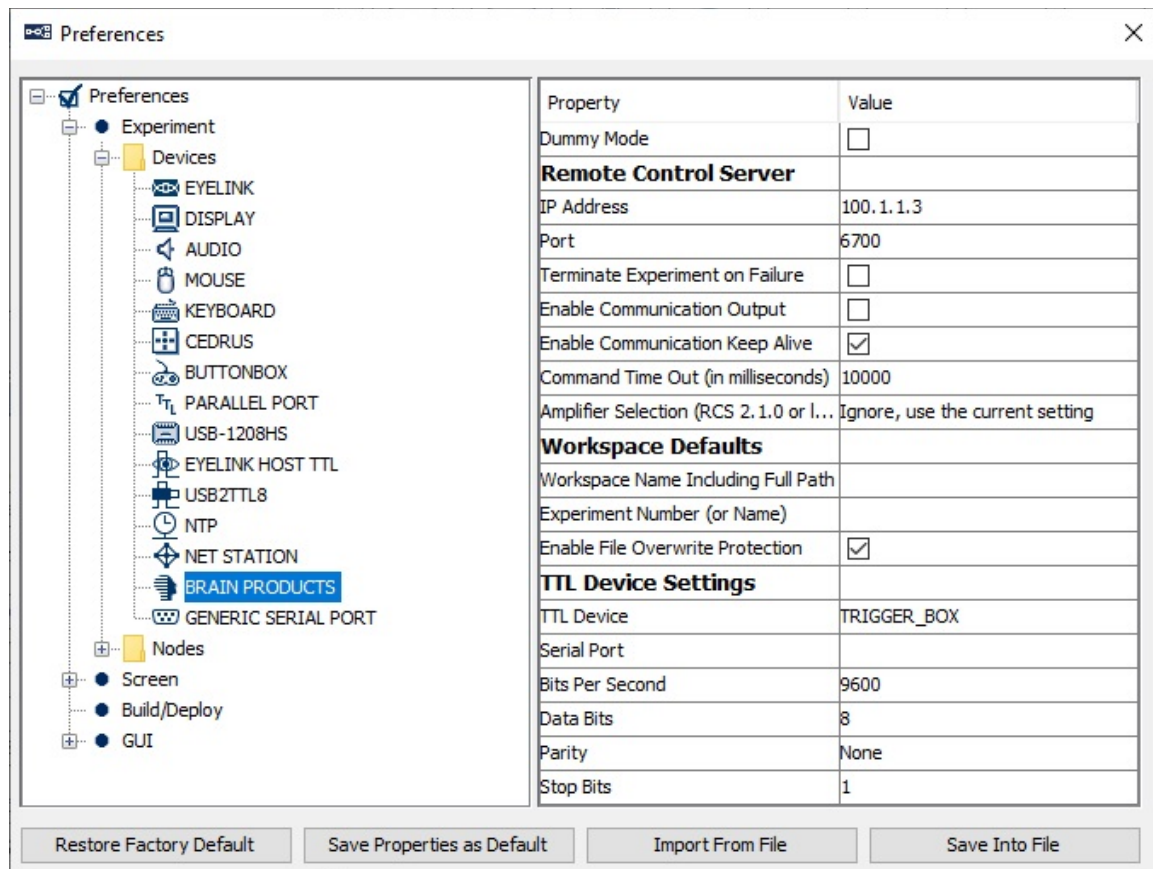 Preferences
Preferences
Experiment
Devices
EYELINK
DISPLAY
AUDIO
MOUSE
KEYBOARD
CEDRUS
BUTTONBOX
TTL PARALLEL PORT
USB-1208HS
EYELINK HOST TTL
USB2TTL8
NTP
NET STATION
BRAIN PRODUCTS
GENERIC SERIAL PORT
Nodes
Screen
Build/Deploy
GUI
Property Value
Dummy Mode
Remote Control Server
IP Address 100.1.1.3
Port 6700
Terminate Experiment on Failure
Enable Communication Output
Enable Communication Keep Alive
Command Time Out (in milliseconds) 10000
Amplifier Selection (RCS 2.1.0 or l... Ignore, use the current setting
Workspace Defaults
Workspace Name Including Full Path
Experiment Number (or Name)
Enable File Overwrite Protection
TTL Device Settings
TTL Device TRIGGER_BOX
Serial Port
Bits Per Second 9600
Data Bits 8
Parity None
Stop Bits 1
Restore Factory Default Save Properties as Default Import From File Save Into File